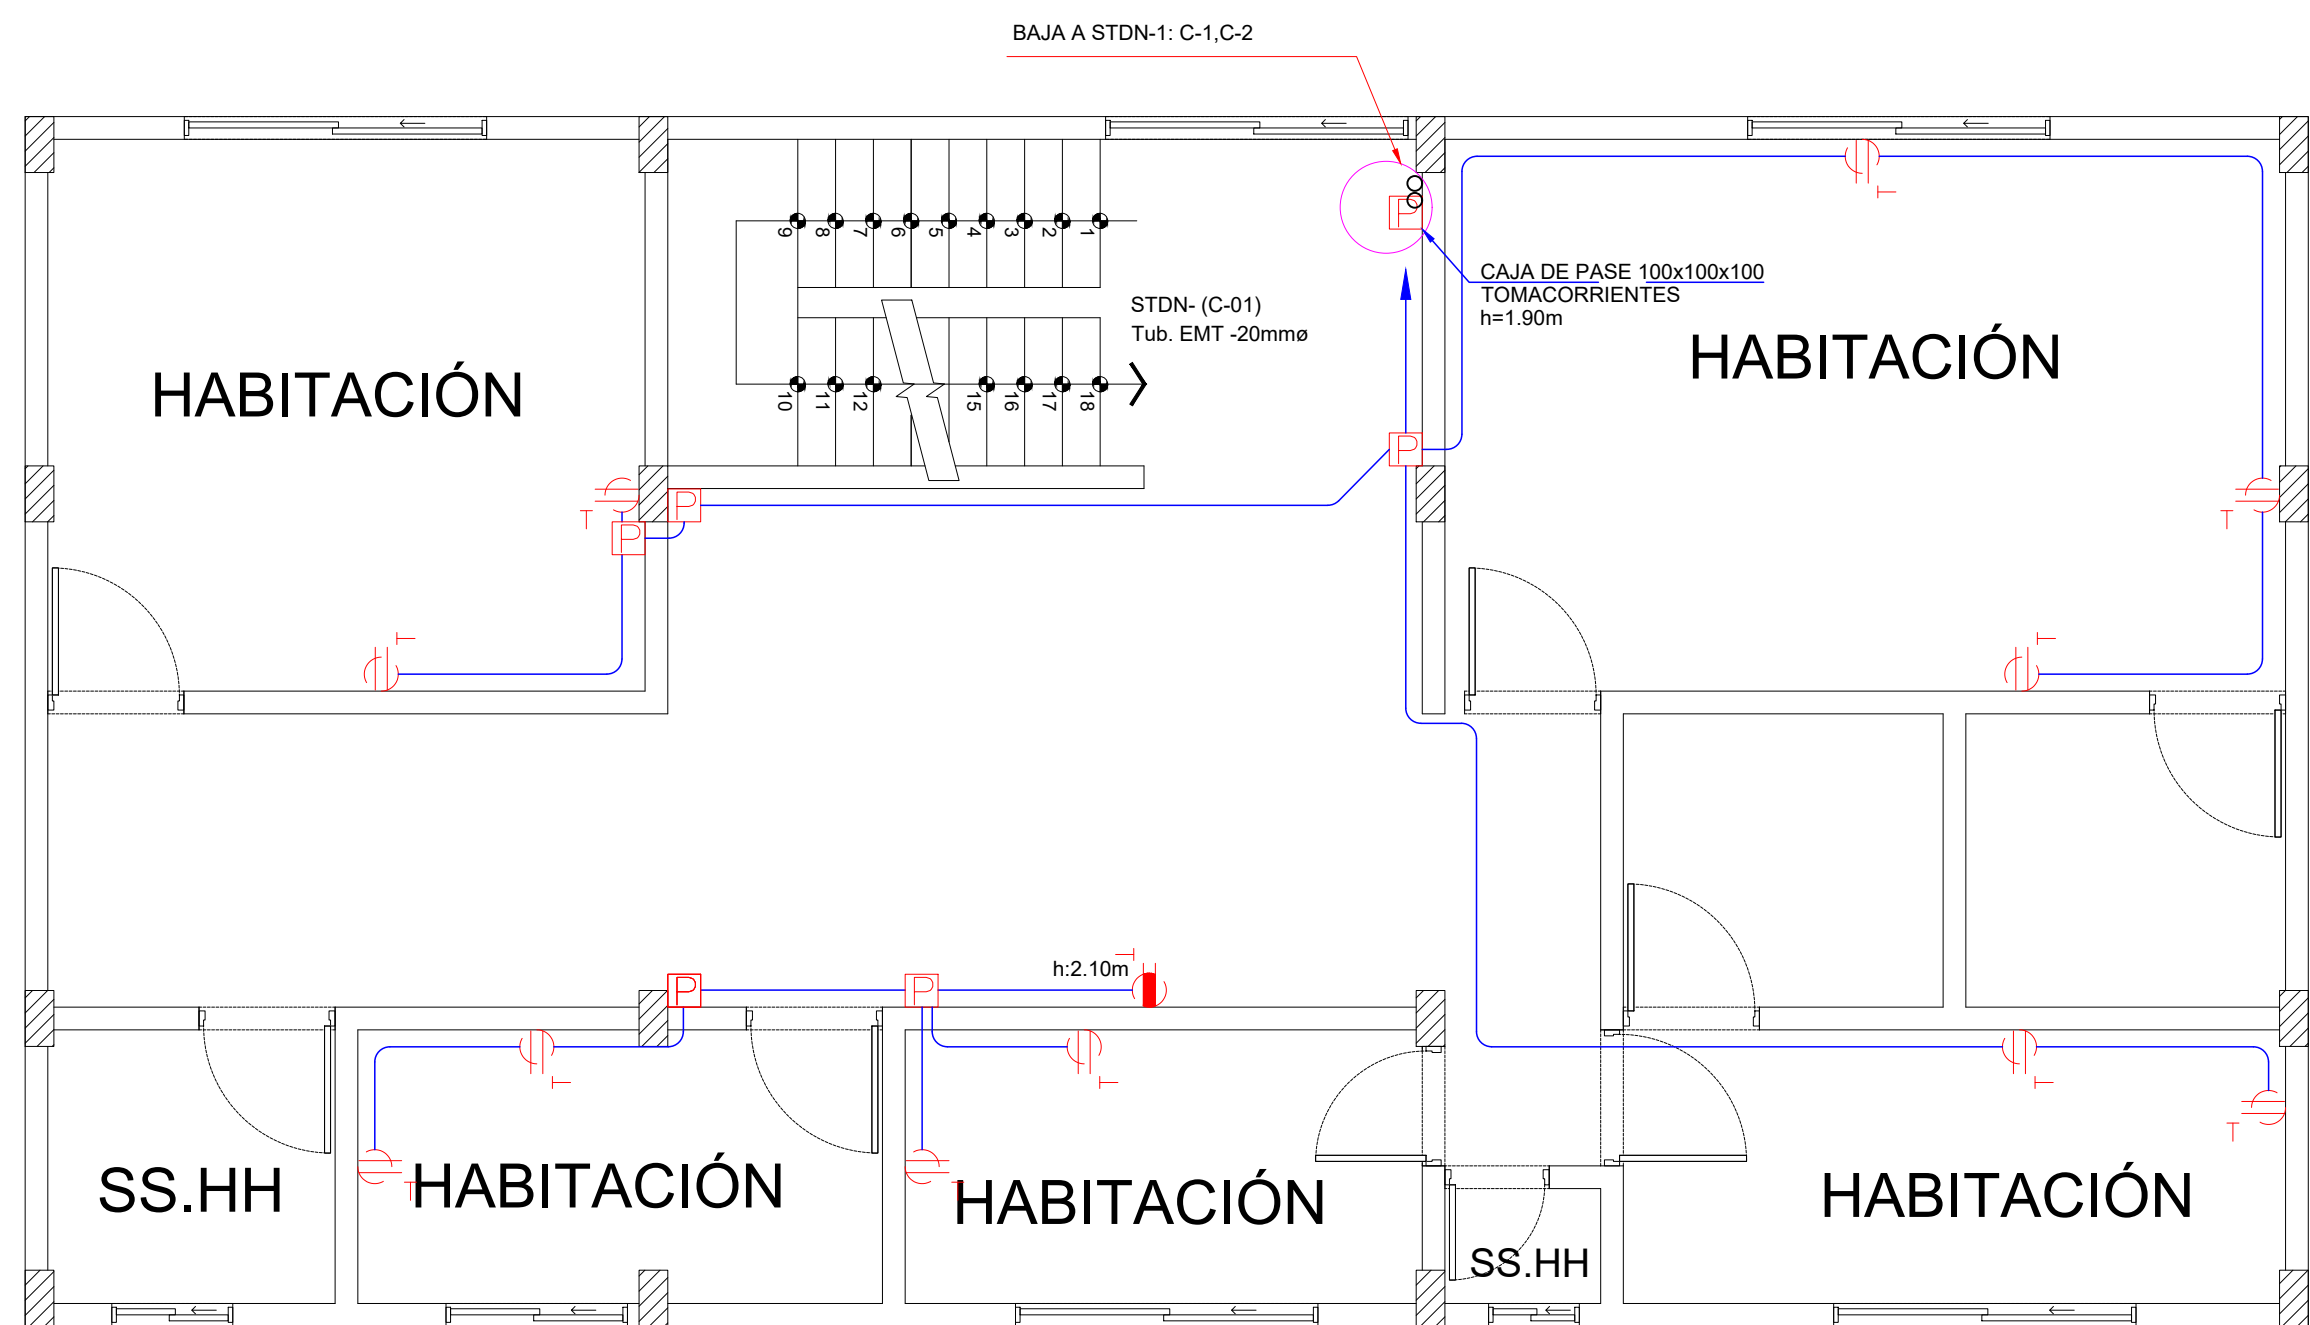 BAJA A STDN-1: C-1,C-2
P
T
9 8 7 6 5 4 3 2 1
CAJA DE PASE 100x100x100
TOMACORRIENTES
h=1.90m
STDN- (C-01)
Tub. EMT -20mmø
HABITACIÓN
HABITACIÓN
10 11 12 15 16 17 18
P
P
T
T
P
T
T
h:2.10m
T
P
P
T
T
T
T
SS.HH
T
HABITACIÓN
T
HABITACIÓN
HABITACIÓN
SS.HH